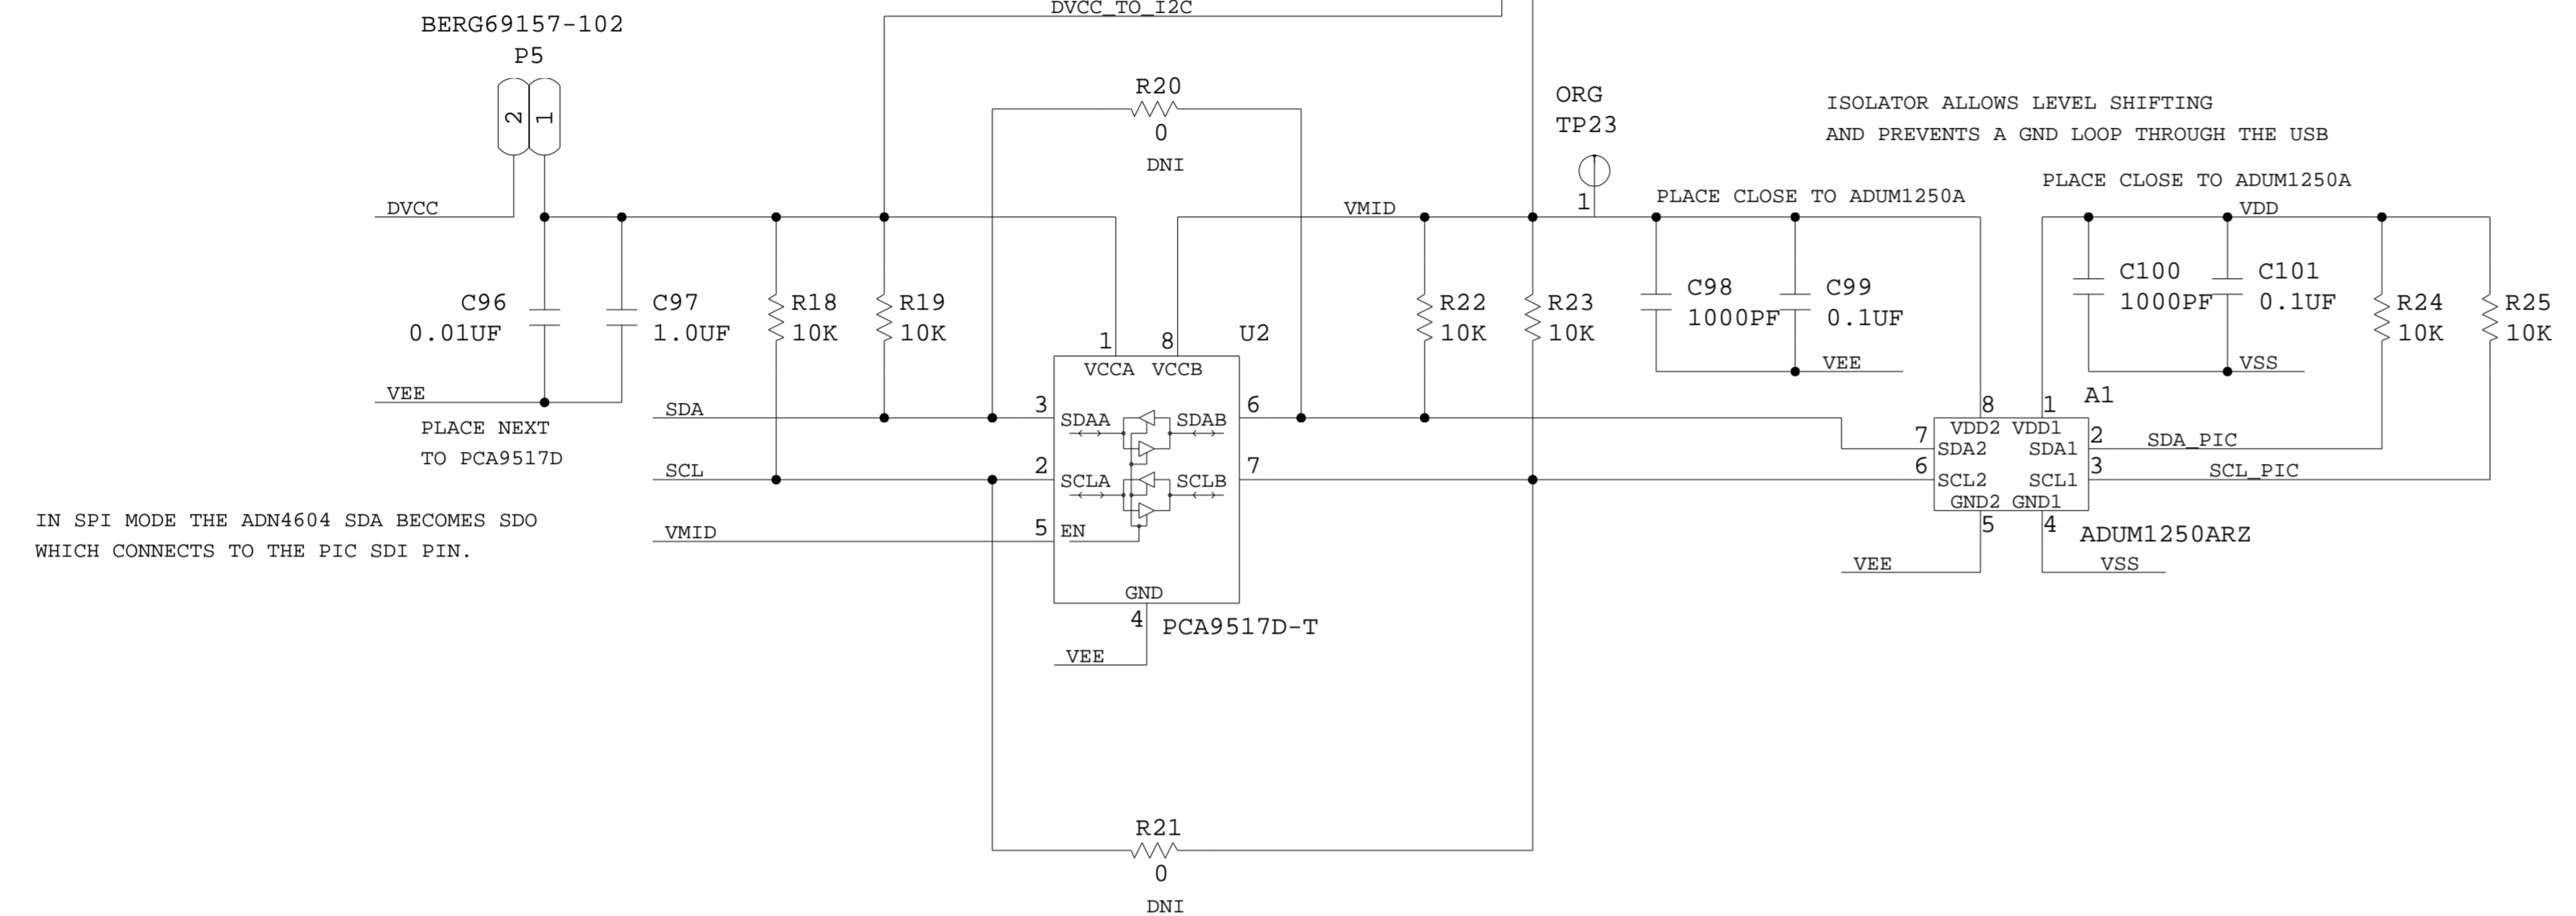 DVCC_TO_I2C
BERG69157-102
P5
2
1
R20
0
DNI
ORG
TP23
1
ISOLATOR ALLOWS LEVEL SHIFTING
AND PREVENTS A GND LOOP THROUGH THE USB
PLACE CLOSE TO ADUM1250A
PLACE CLOSE TO ADUM1250A
DVCC
VMID
VDD
C96
0.01UF
C97
1.0UF
R18
10K
R19
10K
R22
10K
R23
10K
C98
1000PF
C99
0.1UF
C100
1000PF
C101
0.1UF
R24
10K
R25
10K
VEE
PLACE NEXT
TO PCA9517D
VEE
VSS
U2
1
8
VCCA
VCCB
SDA
3
SDAA
SDAB
6
SCL
2
SCLA
SCLB
7
VMID
5
EN
GND
4
PCA9517D-T
VEE
A1
8
1
VDD2
VDD1
7
SDA2
SDA1
2
SDA_PIC
6
SCL2
SCL1
3
SCL_PIC
GND2
GND1
5
4
ADUM1250ARZ
VEE
VSS
IN SPI MODE THE ADN4604 SDA BECOMES SDO
WHICH CONNECTS TO THE PIC SDI PIN.
R21
0
DNI